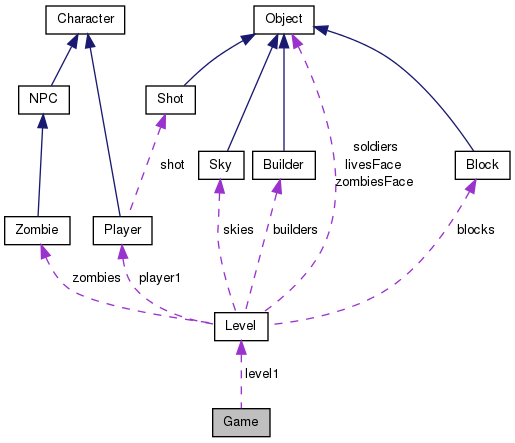 Character
Object
NPC
Shot
soldiers
livesFace
zombiesFace
shot
Sky
Builder
Block
Zombie
Player
skies
builders
blocks
zombies
player1
Level
level1
Game